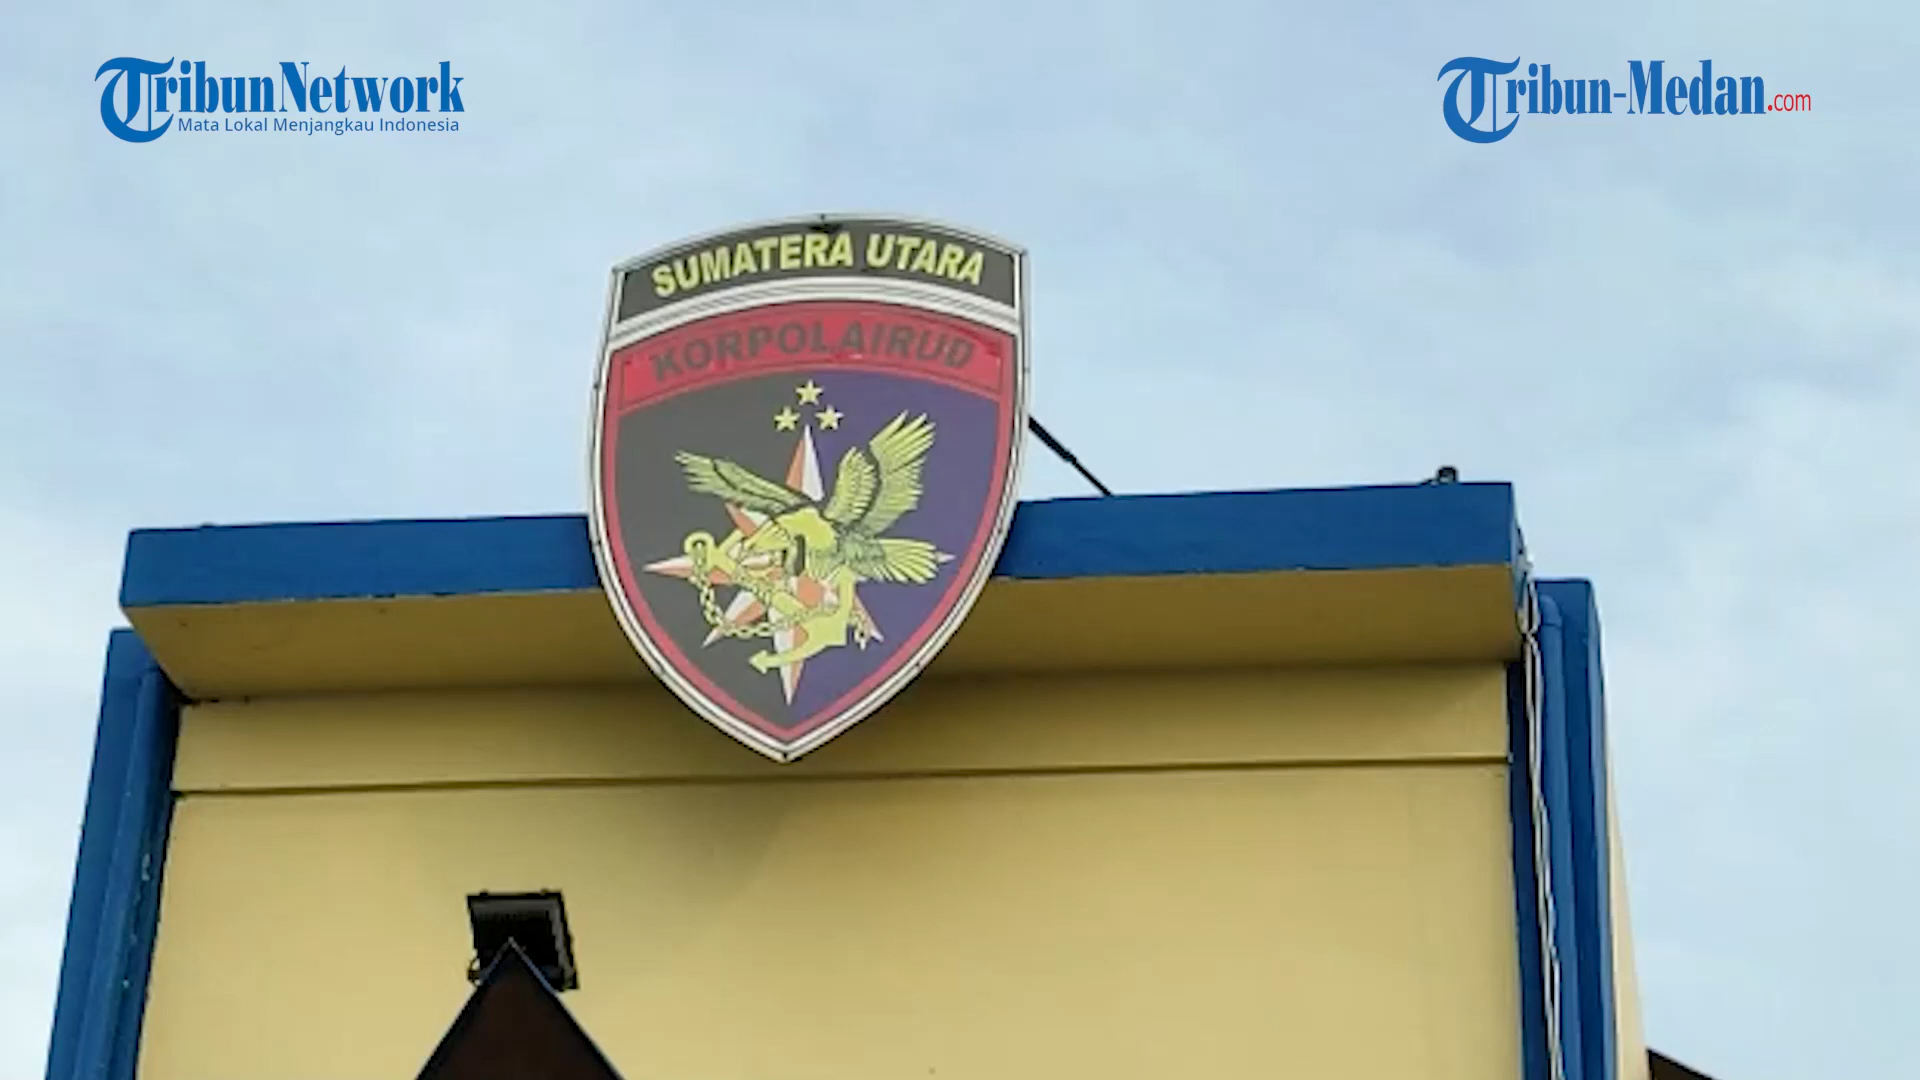 TribunNetwork
Mata Lokal Menjangkau Indonesia
Tribun-Medan.com
SUMATERA UTARA
KORPOLAIRUD